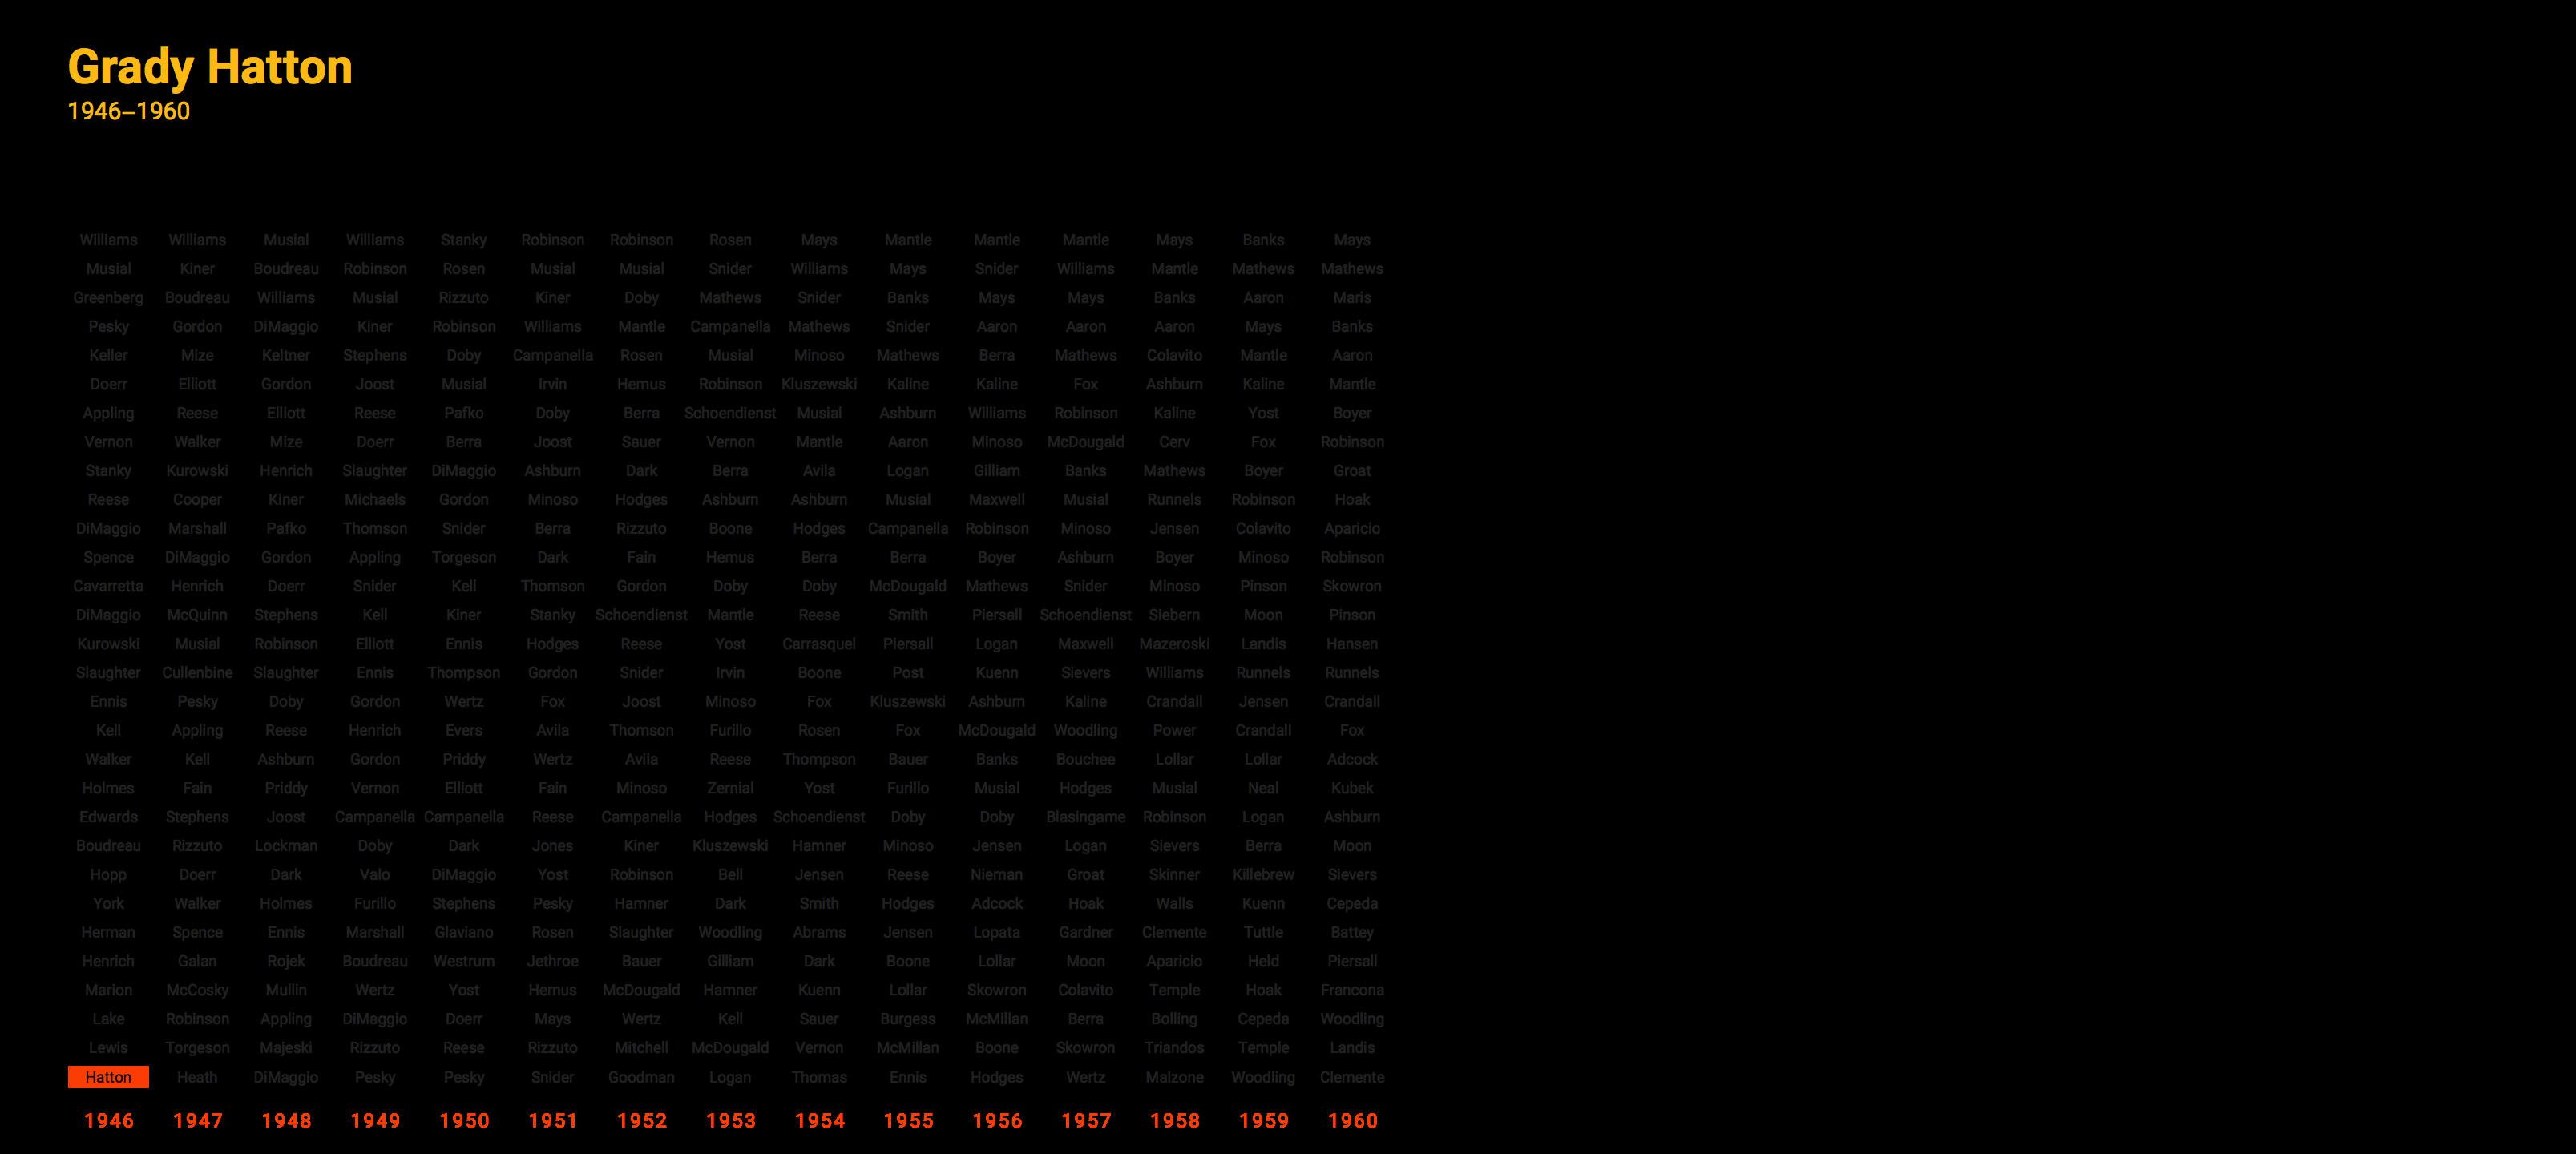 Grady Hatton
1946–1960
Williams Williams Musial Williams Stanky Robinson Robinson Rosen Mays Mantle Mantle Mantle Mays Banks Mays
Musial Kiner Boudreau Robinson Rosen Musial Musial Snider Williams Mays Snider Williams Mantle Mathews Mathews
Greenberg Boudreau Williams Musial Rizzuto Kiner Doby Mathews Snider Banks Mays Mays Banks Aaron Maris
Pesky Gordon DiMaggio Kiner Robinson Williams Mantle Campanella Mathews Snider Aaron Aaron Aaron Mays Banks
Keller Mize Keltner Stephens Doby Campanella Rosen Musial Minoso Mathews Berra Mathews Colavito Mantle Aaron
Doerr Elliott Gordon Joost Musial Irvin Hemus Robinson Kluszewski Kaline Kaline Fox Ashburn Kaline Mantle
Appling Reese Elliott Reese Pafko Doby Berra Schoendienst Musial Ashburn Williams Robinson Kaline Yost Boyer
Vernon Walker Mize Doerr Berra Joost Sauer Vernon Mantle Aaron Minoso McDougald Cerv Fox Robinson
Stanky Kurowski Henrich Slaughter DiMaggio Ashburn Dark Berra Avila Logan Gilliam Banks Mathews Boyer Groat
Reese Cooper Kiner Michaels Gordon Minoso Hodges Ashburn Ashburn Musial Maxwell Musial Runnels Robinson Hoak
DiMaggio Marshall Pafko Thomson Snider Berra Rizzuto Boone Hodges Campanella Robinson Minoso Jensen Colavito Aparicio
Spence DiMaggio Gordon Appling Torgeson Dark Fain Hemus Berra Berra Boyer Ashburn Boyer Minoso Robinson
Cavarretta Henrich Doerr Snider Kell Thomson Gordon Doby Doby McDougald Mathews Snider Minoso Pinson Skowron
DiMaggio McQuinn Stephens Kell Kiner Stanky Schoendienst Mantle Reese Smith Piersall Schoendienst Siebern Moon Pinson
Kurowski Musial Robinson Elliott Ennis Hodges Reese Yost Carrasquel Piersall Logan Maxwell Mazeroski Landis Hansen
Slaughter Cullenbine Slaughter Ennis Thompson Gordon Snider Irvin Boone Post Kuenn Sievers Williams Runnels Runnels
Ennis Pesky Doby Gordon Wertz Fox Joost Minoso Fox Kluszewski Ashburn Kaline Crandall Jensen Crandall
Kell Appling Reese Henrich Evers Avila Thomson Furillo Rosen Fox McDougald Woodling Power Crandall Fox
Walker Kell Ashburn Gordon Priddy Wertz Avila Reese Thompson Bauer Banks Bouchee Lollar Lollar Adcock
Holmes Fain Priddy Vernon Elliott Fain Minoso Zernial Yost Furillo Musial Hodges Musial Neal Kubek
Edwards Stephens Joost Campanella Campanella Reese Campanella Hodges Schoendienst Doby Doby Blasingame Robinson Logan Ashburn
Boudreau Rizzuto Lockman Doby Dark Jones Kiner Kluszewski Hamner Minoso Jensen Logan Sievers Berra Moon
Hopp Doerr Dark Valo DiMaggio Yost Robinson Bell Jensen Reese Nieman Groat Skinner Killebrew Sievers
York Walker Holmes Furillo Stephens Pesky Hamner Dark Smith Hodges Adcock Hoak Walls Kuenn Cepeda
Herman Spence Ennis Marshall Glaviano Rosen Slaughter Woodling Abrams Jensen Lopata Gardner Clemente Tuttle Battey
Henrich Galan Rojek Boudreau Westrum Jethroe Bauer Gilliam Dark Boone Lollar Moon Aparicio Held Piersall
Marion McCosky Mullin Wertz Yost Hemus McDougald Hamner Kuenn Lollar Skowron Colavito Temple Hoak Francona
Lake Robinson Appling DiMaggio Doerr Mays Wertz Kell Sauer Burgess McMillan Berra Bolling Cepeda Woodling
Lewis Torgeson Majeski Rizzuto Reese Rizzuto Mitchell McDougald Vernon McMillan Boone Skowron Triandos Temple Landis
Hatton Heath DiMaggio Pesky Pesky Snider Goodman Logan Thomas Ennis Hodges Wertz Malzone Woodling Clemente
1946 1947 1948 1949 1950 1951 1952 1953 1954 1955 1956 1957 1958 1959 1960